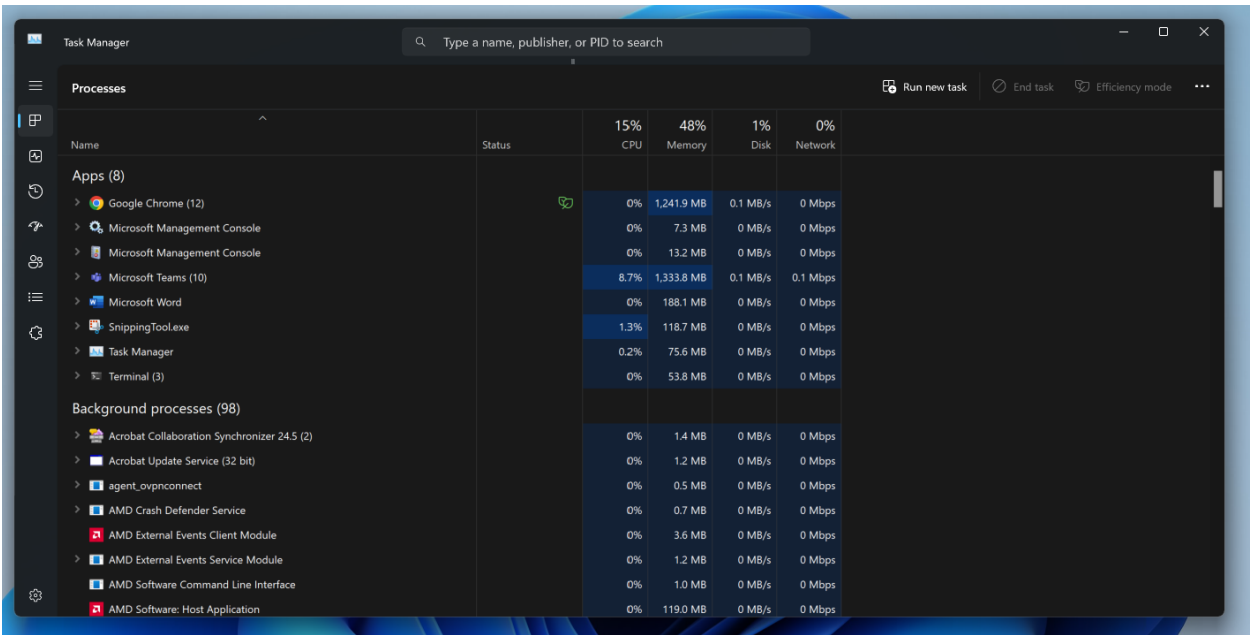 Task Manager
Type a name, publisher, or PID to search
Processes
Run new task End task Efficiency mode
15% 48% 1% 0%
Name Status CPU Memory Disk Network
Apps (8)
Google Chrome (12) 0% 1,241.9 MB 0.1 MB/s 0 Mbps
Microsoft Management Console 0% 7.3 MB 0 MB/s 0 Mbps
Microsoft Management Console 0% 13.2 MB 0 MB/s 0 Mbps
Microsoft Teams (10) 8.7% 1,333.8 MB 0.1 MB/s 0.1 Mbps
Microsoft Word 0% 188.1 MB 0 MB/s 0 Mbps
SnippingTool.exe 1.3% 118.7 MB 0 MB/s 0 Mbps
Task Manager 0.2% 75.6 MB 0 MB/s 0 Mbps
Terminal (3) 0% 53.8 MB 0 MB/s 0 Mbps
Background processes (98)
Acrobat Collaboration Synchronizer 24.5 (2) 0% 1.4 MB 0 MB/s 0 Mbps
Acrobat Update Service (32 bit) 0% 1.2 MB 0 MB/s 0 Mbps
agent_ovpnconnect 0% 0.5 MB 0 MB/s 0 Mbps
AMD Crash Defender Service 0% 0.7 MB 0 MB/s 0 Mbps
AMD External Events Client Module 0% 3.6 MB 0 MB/s 0 Mbps
AMD External Events Service Module 0% 1.2 MB 0 MB/s 0 Mbps
AMD Software Command Line Interface 0% 1.0 MB 0 MB/s 0 Mbps
AMD Software: Host Application 0% 119.0 MB 0 MB/s 0 Mbps